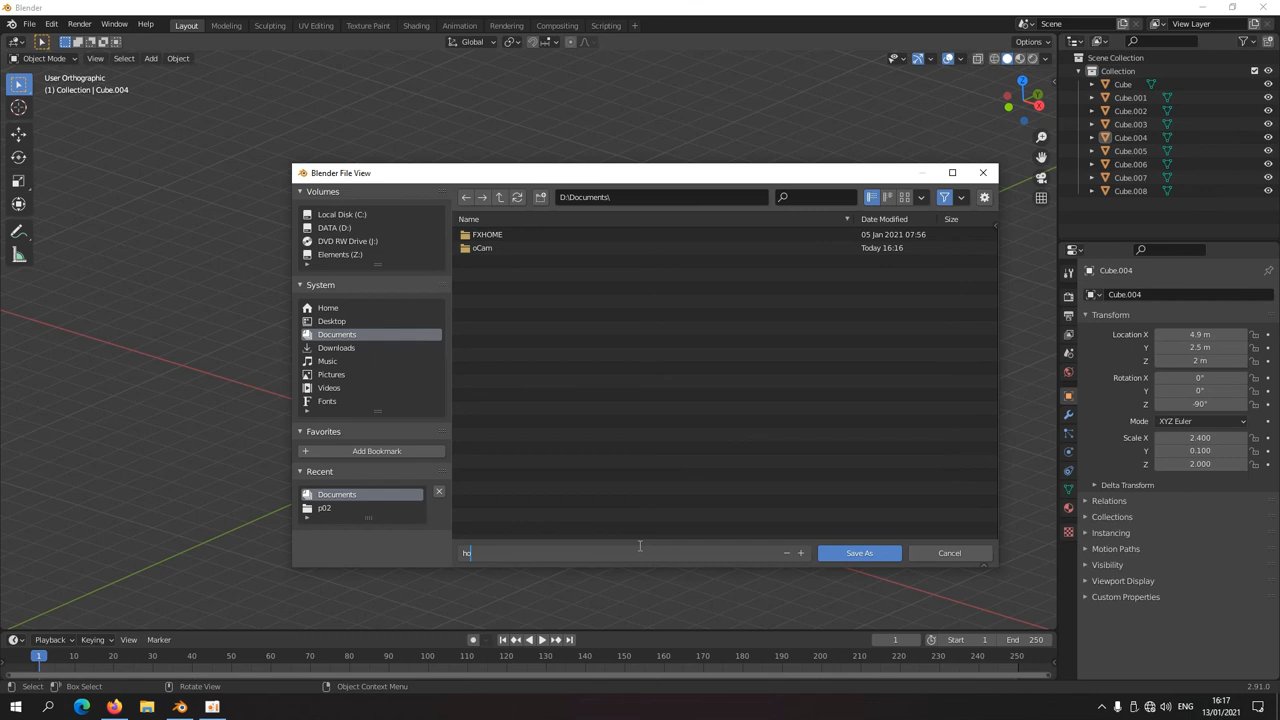 Blender
File Edit Render Window Help Layout Modeling Sculpting UV Editing Texture Paint Shading Animation Rendering Compositing Scripting + Scene View Layer
Global Options
Object Mode View Select Add Object
User Orthographic
(1) Collection | Cube.004
Z
Y
X
Scene Collection
Collection
Cube
Cube.001
Cube.002
Cube.003
Cube.004
Cube.005
Cube.006
Cube.007
Cube.008
Blender File View
Volumes
Local Disk (C:)
DATA (D:)
DVD RW Drive (J:)
Elements (Z:)
System
Home
Desktop
Documents
Downloads
Music
Pictures
Videos
Fonts
Favorites
Add Bookmark
Recent
Documents
p02
D:\Documents\
Name Date Modified Size
FXHOME 05 Jan 2021 07:56
oCam Today 16:16
ho Save As Cancel
Cube.004
Cube.004
Transform
Location X 4.9 m
Y 2.5 m
Z 2 m
Rotation X 0°
Y 0°
Z -90°
Mode XYZ Euler
Scale X 2.400
Y 0.100
Z 2.000
Delta Transform
Relations
Collections
Instancing
Motion Paths
Visibility
Viewport Display
Custom Properties
Playback Keying View Marker 1 Start 1 End 250
1 10 20 30 40 50 60 70 80 90 100 110 120 130 140 150 160 170 180 190 200 210 220 230 240 250
Select Box Select Rotate View Object Context Menu 2.91.0
ENG
16:17
13/01/2021